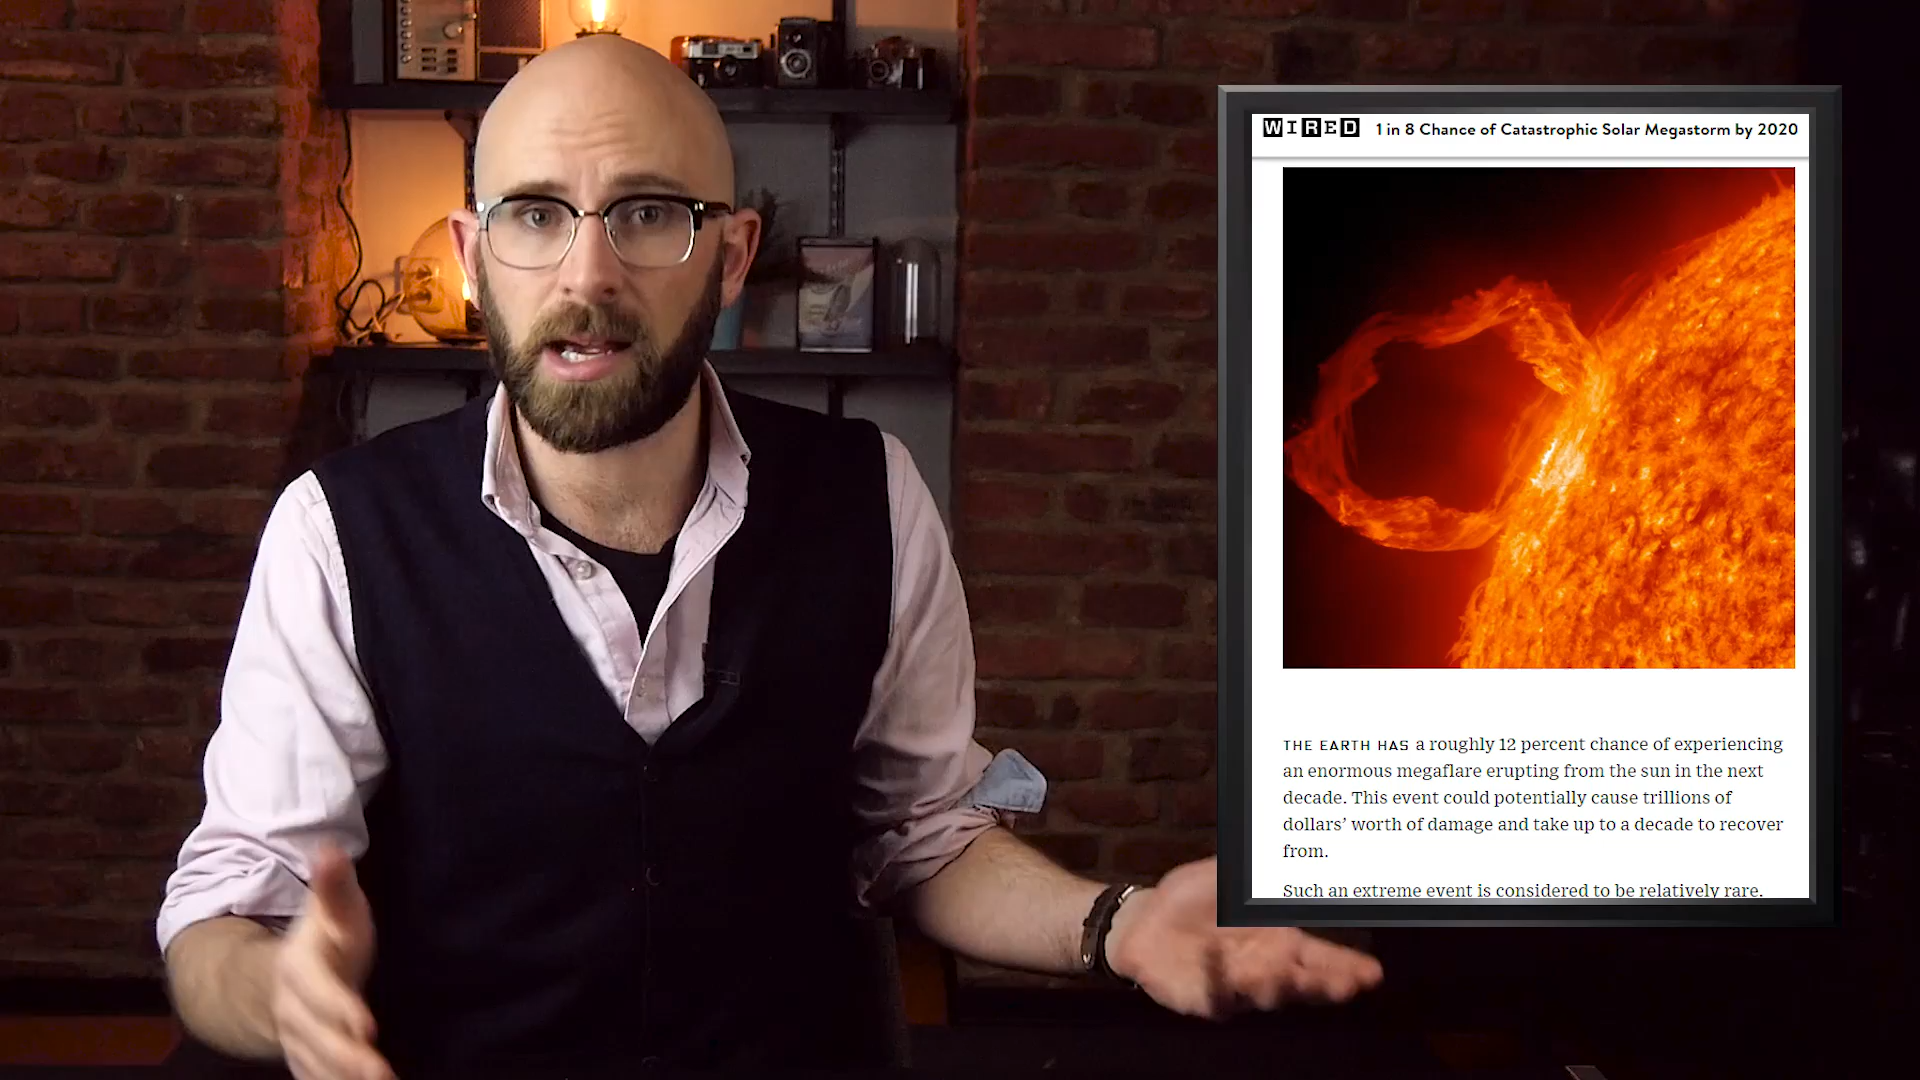 WIRED 1 in 8 Chance of Catastrophic Solar Megastorm by 2020
THE EARTH HAS a roughly 12 percent chance of experiencing
an enormous megaflare erupting from the sun in the next
decade. This event could potentially cause trillions of
dollars’ worth of damage and take up to a decade to recover
from.
Such an extreme event is considered to be relatively rare.